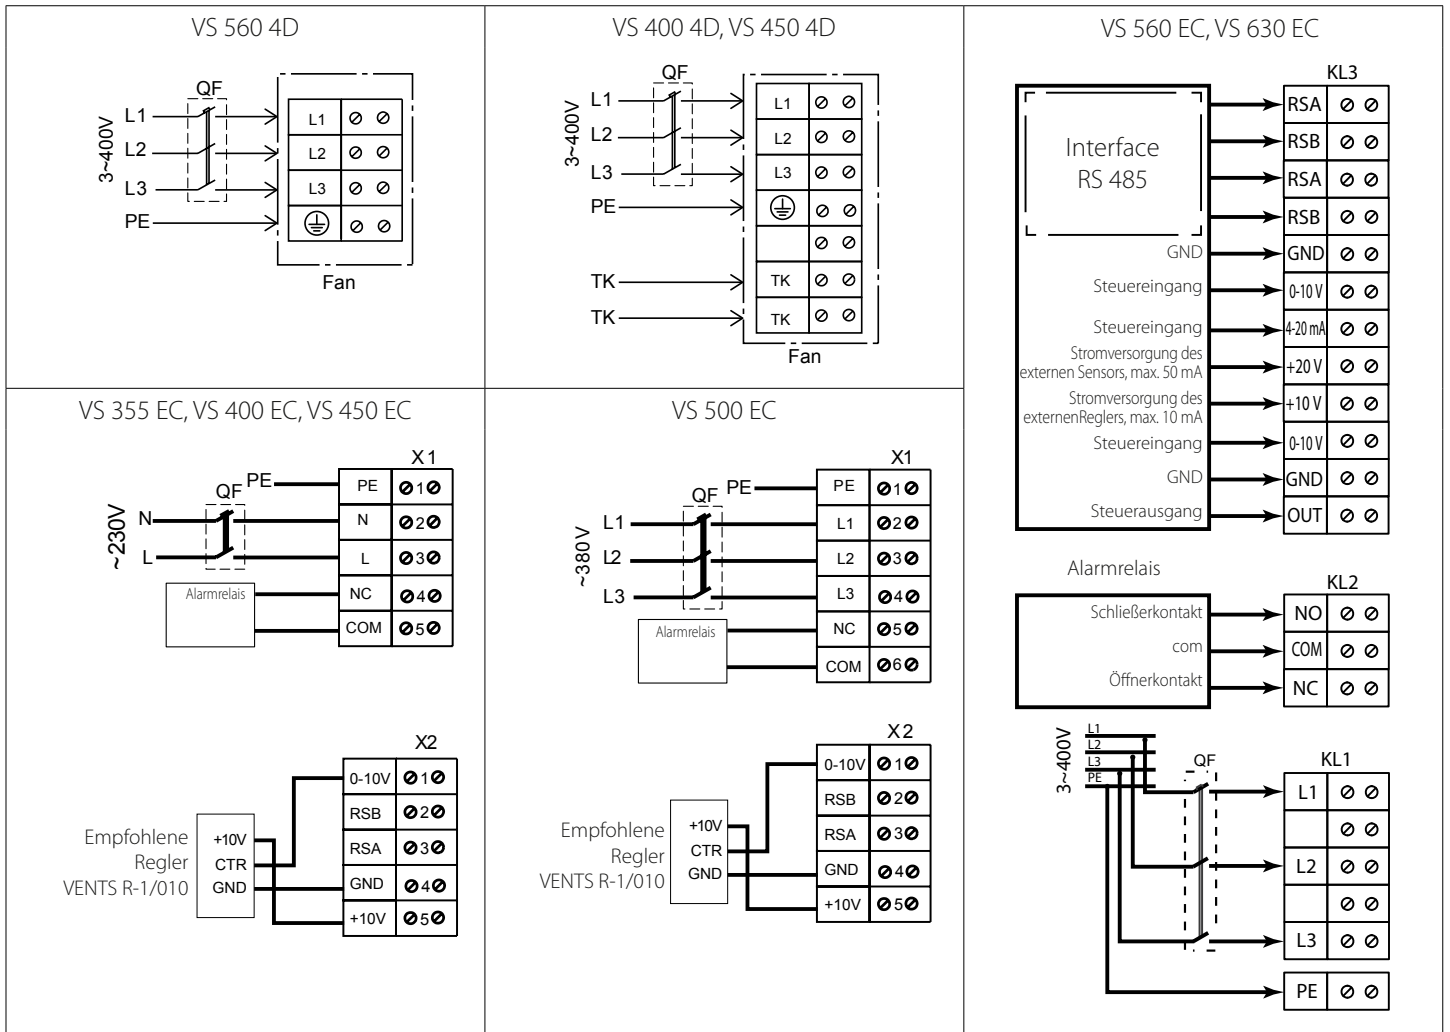 VS 560 4D
QF
3~400V
L1
L2
L3
PE
L1
L2
L3
Fan
VS 400 4D, VS 450 4D
QF
3~400V
L1
L2
L3
PE
TK
TK
L1
L2
L3
TK
TK
Fan
VS 560 EC, VS 630 EC
KL3
Interface
RS 485
RSA
RSB
RSA
RSB
GND GND
Steuereingang 0-10 V
Steuereingang 4-20 mA
Stromversorgung des
externen Sensors, max. 50 mA +20 V
Stromversorgung des
externenReglers, max. 10 mA +10 V
Steuereingang 0-10 V
GND GND
Steuerausgang OUT
Alarmrelais
KL2
Schließerkontakt NO
com COM
Öffnerkontakt NC
3~400V
L1
L2
L3
PE
QF
KL1
L1
L2
L3
PE
VS 355 EC, VS 400 EC, VS 450 EC
X1
~230V
QF
PE PE 1
N N 2
L L 3
Alarmrelais NC 4
COM 5
X2
0-10V 1
RSB 2
RSA 3
GND 4
+10V 5
Empfohlene
Regler
VENTS R-1/010
+10V
CTR
GND
VS 500 EC
X1
~380V
QF
PE PE 1
L1 L1 2
L2 L2 3
L3 L3 4
Alarmrelais NC 5
COM 6
X2
0-10V 1
RSB 2
RSA 3
GND 4
+10V 5
Empfohlene
Regler
VENTS R-1/010
+10V
CTR
GND